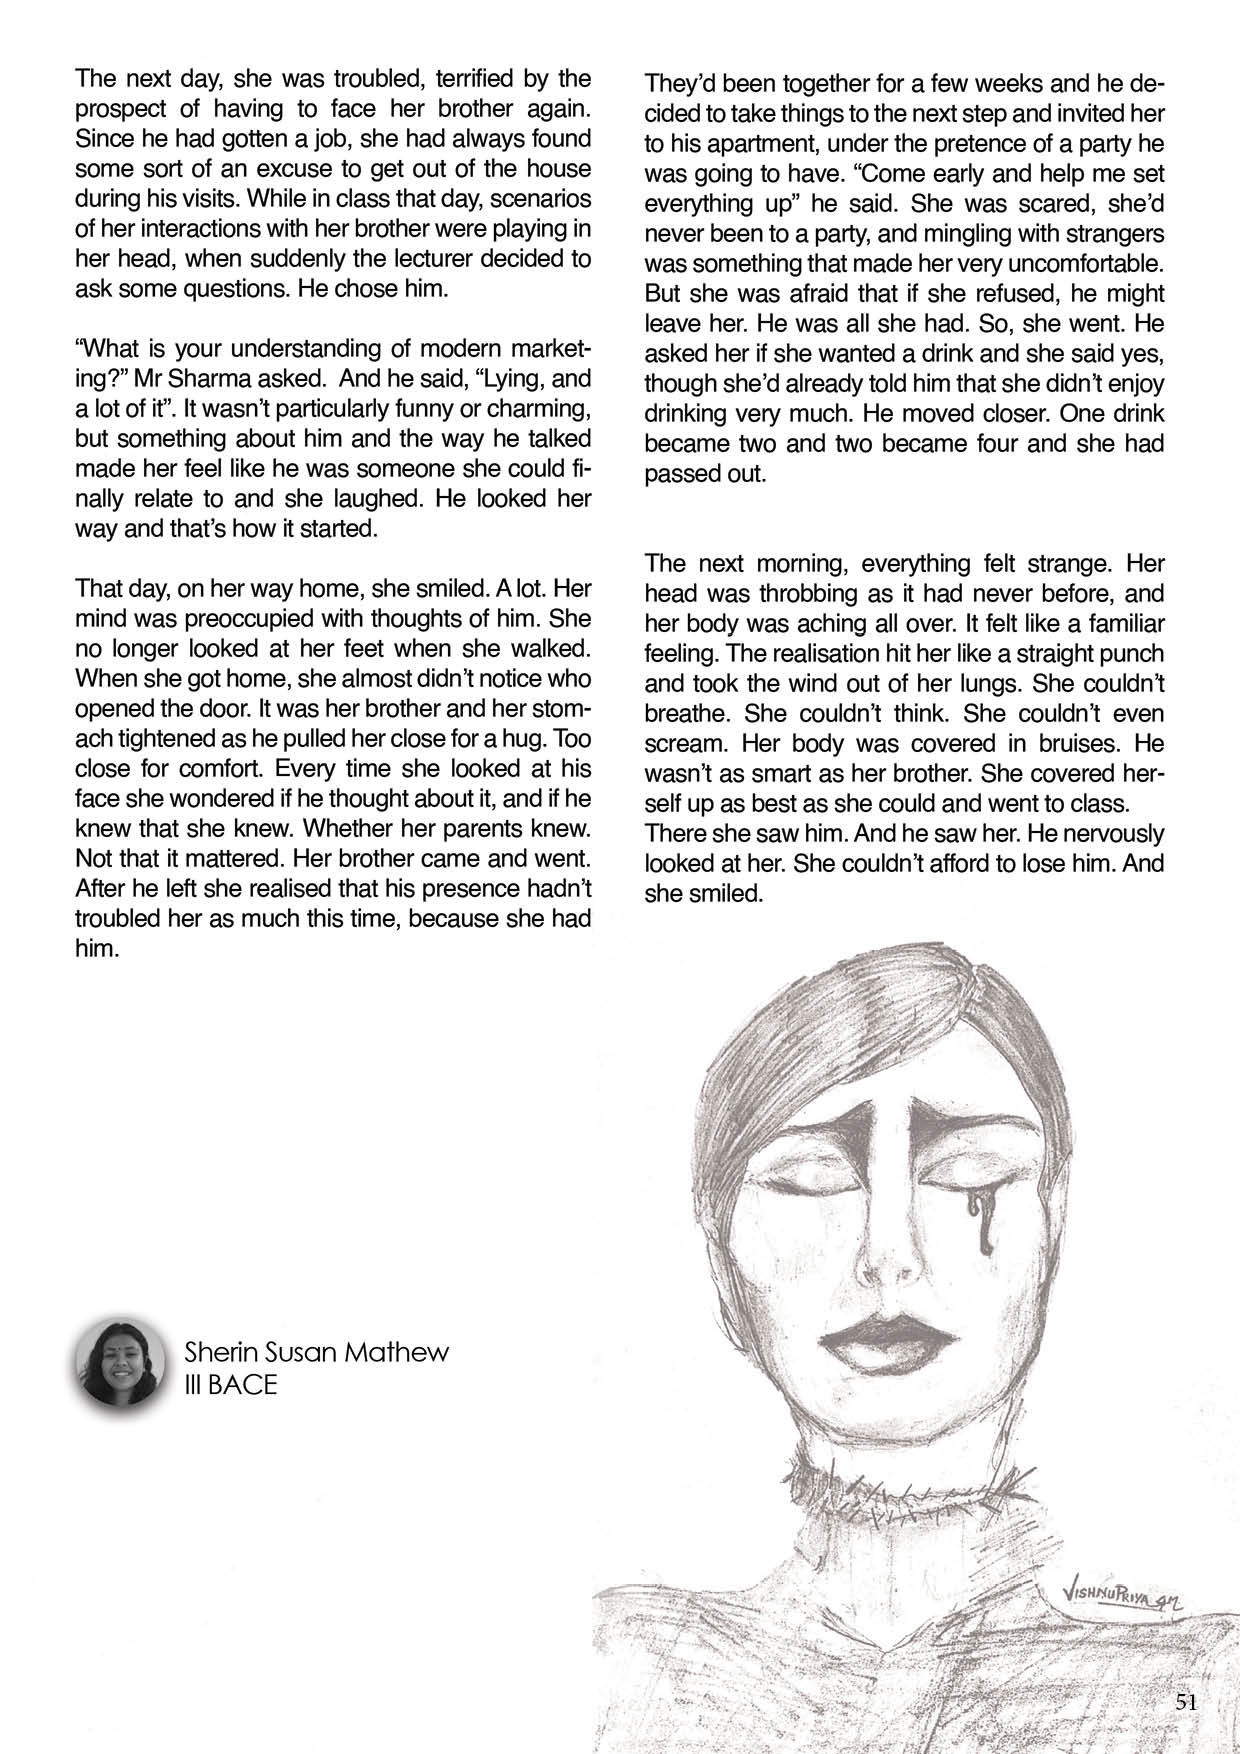 The next day, she was troubled, terrified by the
prospect of having to face her brother again.
Since he had gotten a job, she had always found
some sort of an excuse to get out of the house
during his visits. While in class that day, scenarios
of her interactions with her brother were playing in
her head, when suddenly the lecturer decided to
ask some questions. He chose him.
“What is your understanding of modern market-
ing?” Mr Sharma asked.  And he said, “Lying, and
a lot of it”. It wasn’t particularly funny or charming,
but something about him and the way he talked
made her feel like he was someone she could fi-
nally relate to and she laughed. He looked her
way and that’s how it started.
That day, on her way home, she smiled. A lot. Her
mind was preoccupied with thoughts of him. She
no longer looked at her feet when she walked.
When she got home, she almost didn’t notice who
opened the door. It was her brother and her stom-
ach tightened as he pulled her close for a hug. Too
close for comfort. Every time she looked at his
face she wondered if he thought about it, and if he
knew that she knew. Whether her parents knew.
Not that it mattered. Her brother came and went.
After he left she realised that his presence hadn’t
troubled her as much this time, because she had
him.
They’d been together for a few weeks and he de-
cided to take things to the next step and invited her
to his apartment, under the pretence of a party he
was going to have. “Come early and help me set
everything up” he said. She was scared, she’d
never been to a party, and mingling with strangers
was something that made her very uncomfortable.
But she was afraid that if she refused, he might
leave her. He was all she had. So, she went. He
asked her if she wanted a drink and she said yes,
though she’d already told him that she didn’t enjoy
drinking very much. He moved closer. One drink
became two and two became four and she had
passed out.
The next morning, everything felt strange. Her
head was throbbing as it had never before, and
her body was aching all over. It felt like a familiar
feeling. The realisation hit her like a straight punch
and took the wind out of her lungs. She couldn’t
breathe. She couldn’t think. She couldn’t even
scream. Her body was covered in bruises. He
wasn’t as smart as her brother. She covered her-
self up as best as she could and went to class.
There she saw him. And he saw her. He nervously
looked at her. She couldn’t afford to lose him. And
she smiled.
Sherin Susan Mathew
III BACE
VISHNUPRIYA
51